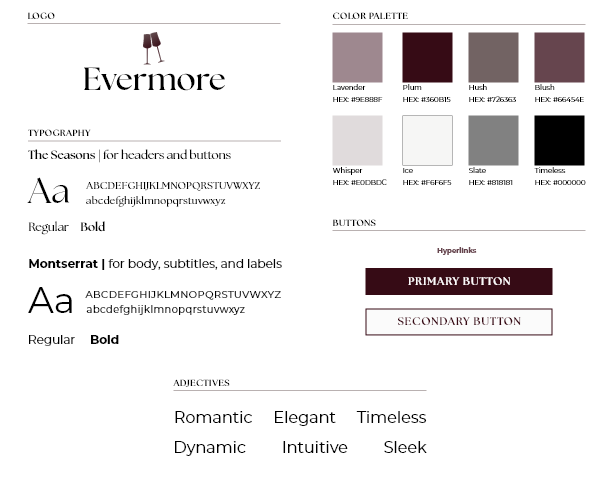 LOGO
Evermore
TYPOGRAPHY
The Seasons | for headers and buttons
Aa
ABCDEFGHIJKLMNOPQRSTUVWXYZ
abcdefghijklmnopqrstuvwxyz
Regular Bold
Montserrat | for body, subtitles, and labels
Aa
ABCDEFGHIJKLMNOPQRSTUVWXYZ
abcdefghijklmnopqrstuvwxyz
Regular Bold
COLOR PALETTE
Lavender Plum Hush Blush
HEX: #9E888F HEX: #360B15 HEX: #726363 HEX: #66454E
Whisper Ice Slate Timeless
HEX: #E0DBDC HEX: #F6F6F5 HEX: #818181 HEX: #000000
BUTTONS
Hyperlinks
PRIMARY BUTTON
SECONDARY BUTTON
ADJECTIVES
Romantic Elegant Timeless
Dynamic Intuitive Sleek